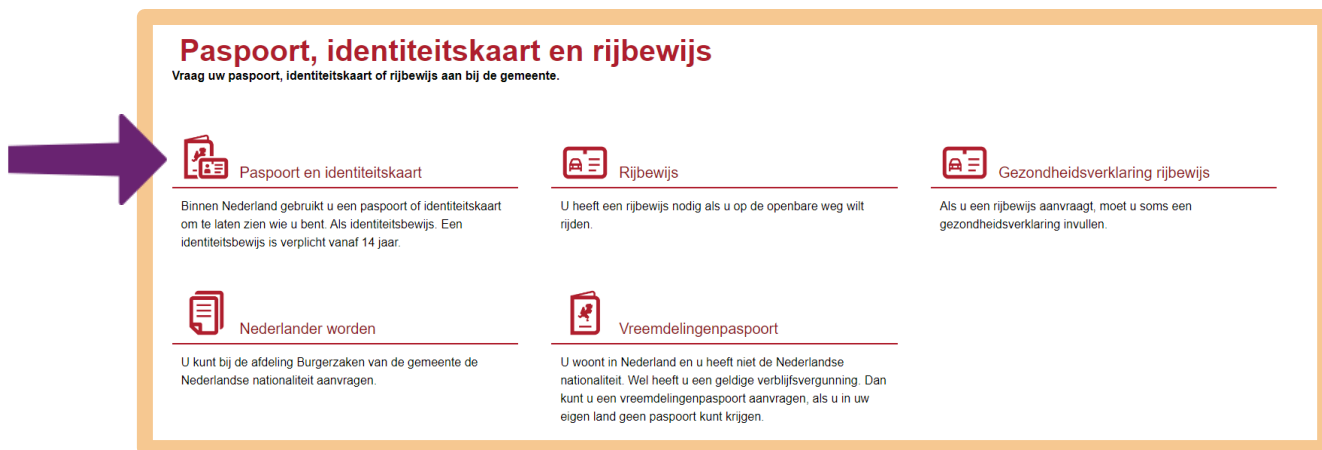 Paspoort, identiteitskaart en rijbewijs
Vraag uw paspoort, identiteitskaart of rijbewijs aan bij de gemeente.
Paspoort en identiteitskaart
Binnen Nederland gebruikt u een paspoort of identiteitskaart
om te laten zien wie u bent. Als identiteitsbewijs. Een
identiteitsbewijs is verplicht vanaf 14 jaar.
Rijbewijs
U heeft een rijbewijs nodig als u op de openbare weg wilt
rijden.
Gezondheidsverklaring rijbewijs
Als u een rijbewijs aanvraagt, moet u soms een
gezondheidsverklaring invullen.
Nederlander worden
U kunt bij de afdeling Burgerzaken van de gemeente de
Nederlandse nationaliteit aanvragen.
Vreemdelingenpaspoort
U woont in Nederland en u heeft niet de Nederlandse
nationaliteit. Wel heeft u een geldige verblijfsvergunning. Dan
kunt u een vreemdelingenpaspoort aanvragen, als u in uw
eigen land geen paspoort kunt krijgen.